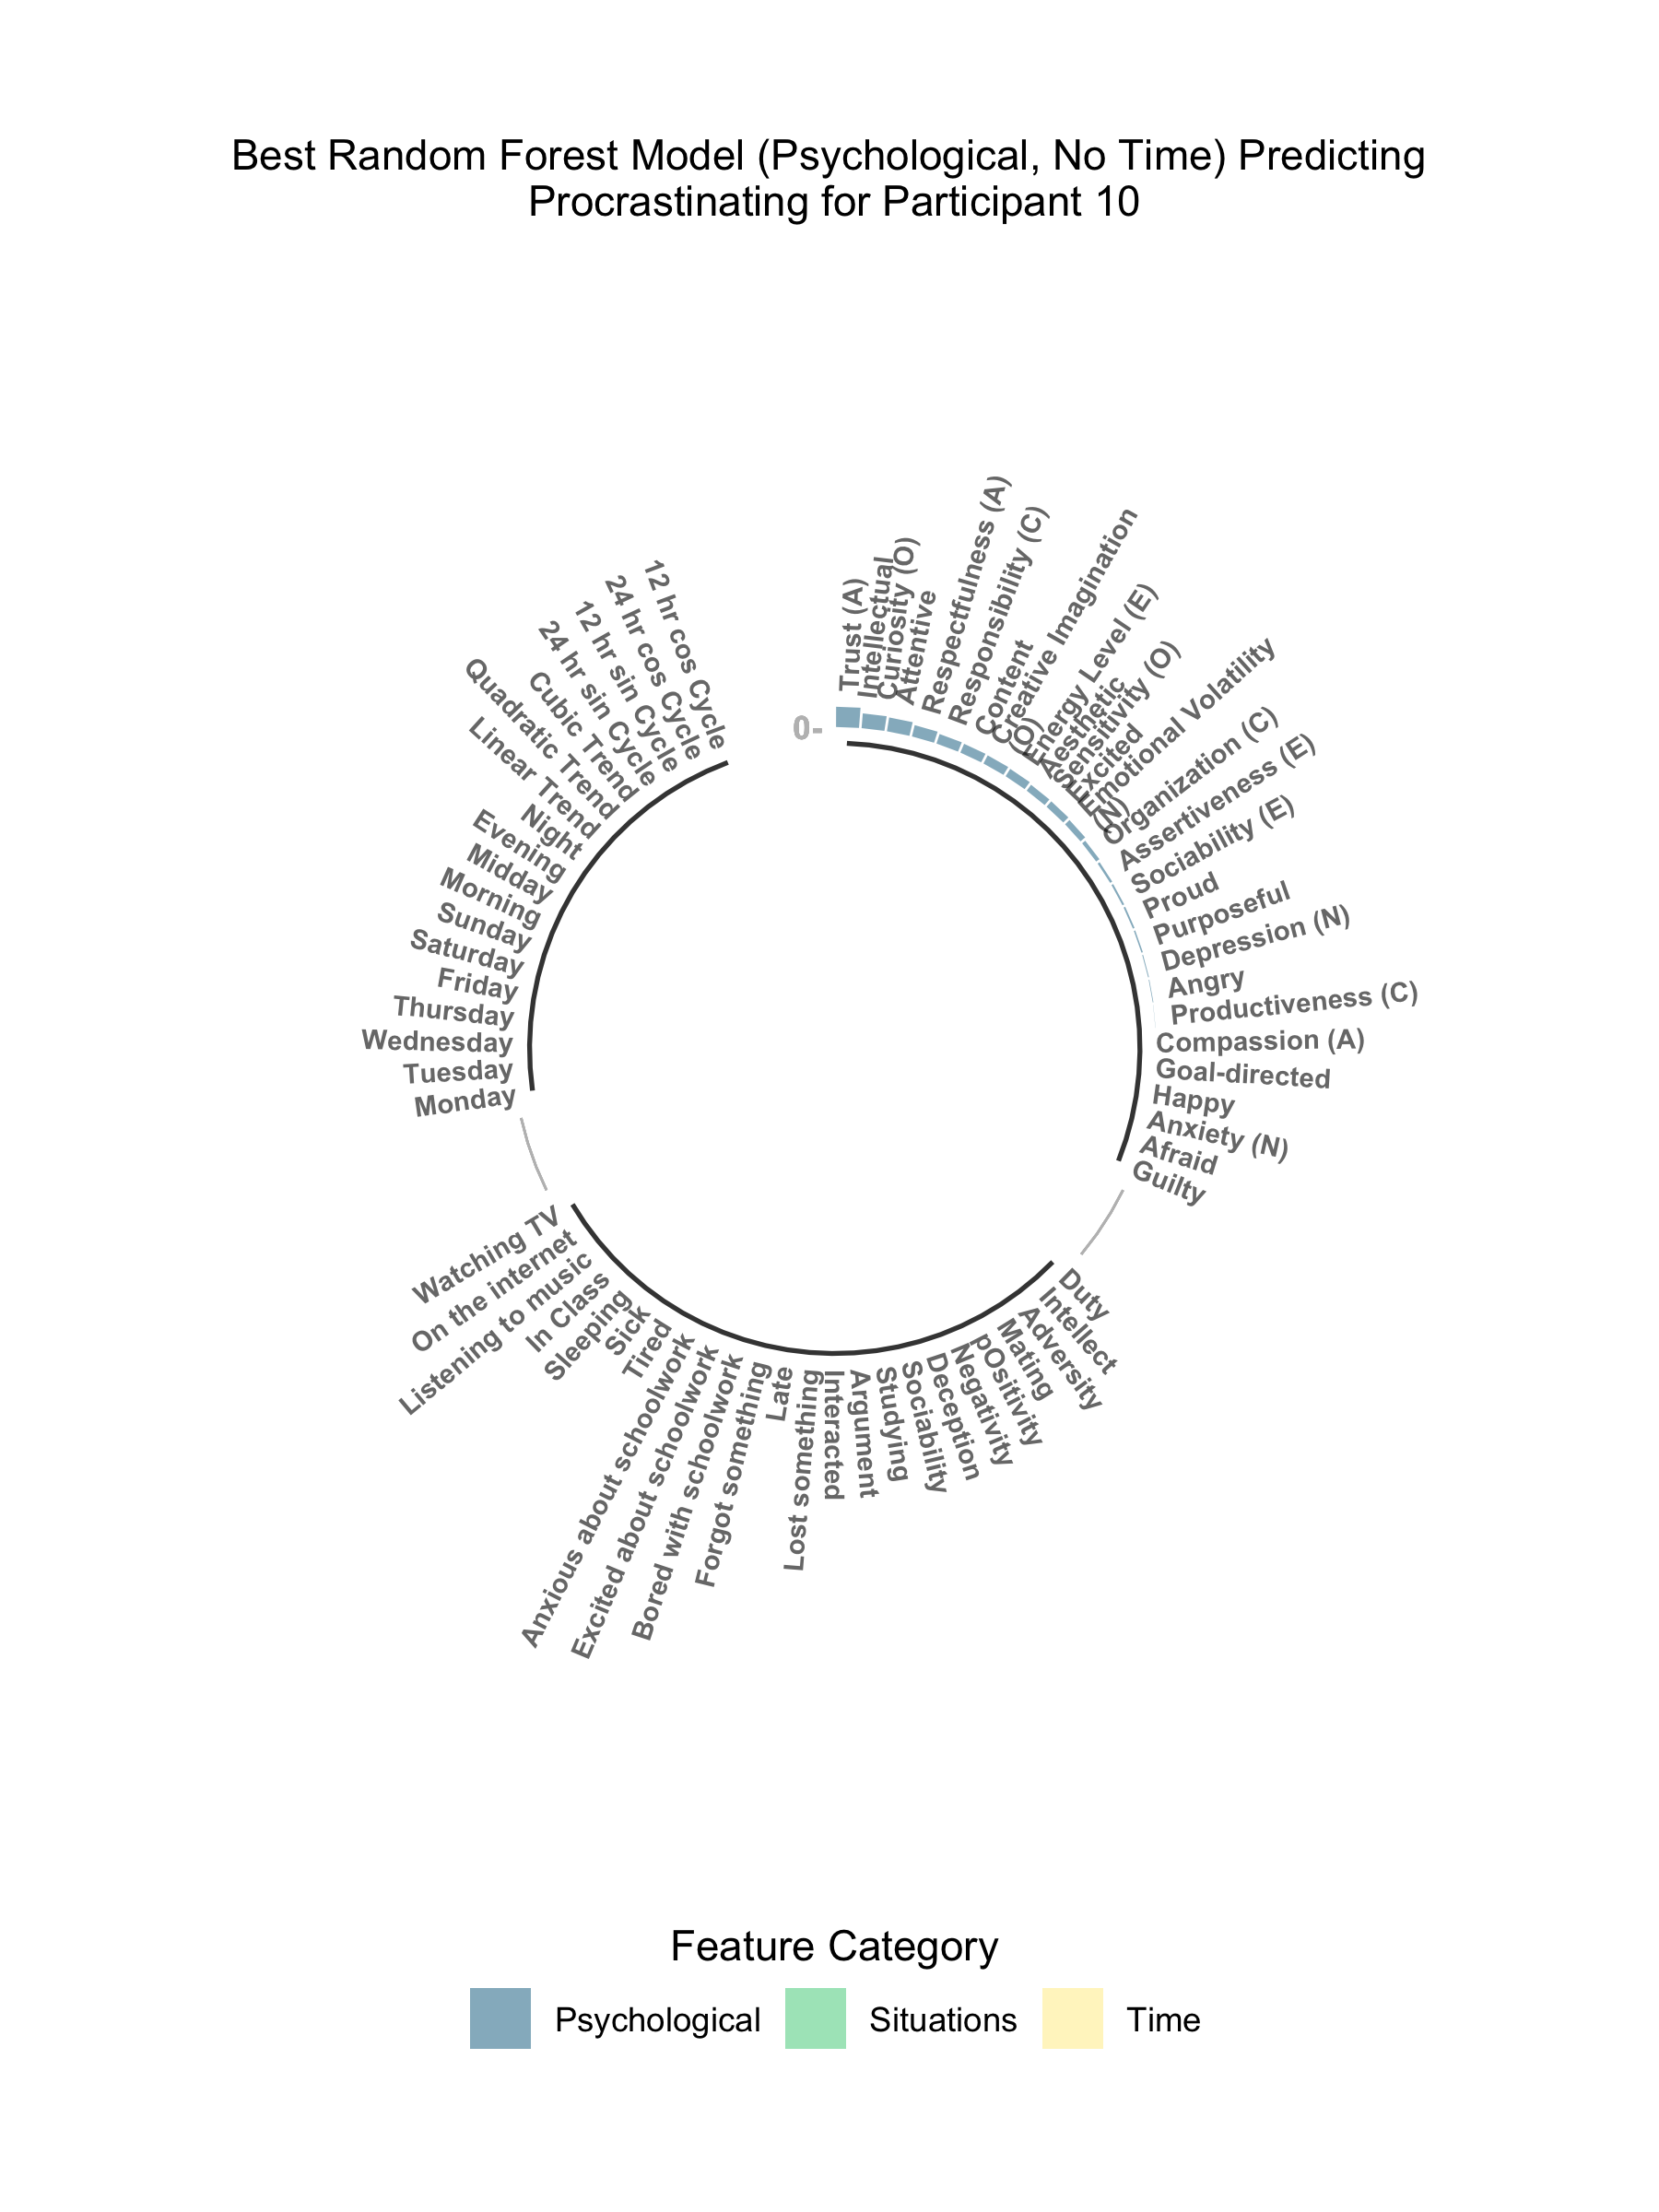 Best Random Forest Model (Psychological, No Time) Predicting
Procrastinating for Participant 10
0-
Trust (A)
Intellectual
Curiosity (O)
Attentive
Respectfulness (A)
Responsibility (C)
Content
Creative Imagination
(O)
Energy Level (E)
Aesthetic
Sensitivity (O)
Excited
Emotional Volatility
(N)
Organization (C)
Assertiveness (E)
Sociability (E)
Proud
Purposeful
Depression (N)
Angry
Productiveness (C)
Compassion (A)
Goal-directed
Happy
Anxiety (N)
Afraid
Guilty
Duty
Intellect
Adversity
Mating
pOsitivity
Negativity
Deception
Sociability
Studying
Argument
Interacted
Lost something
Late
Forgot something
Bored with schoolwork
Excited about schoolwork
Anxious about schoolwork
Tired
Sick
Sleeping
In Class
Listening to music
On the internet
Watching TV
Monday
Tuesday
Wednesday
Thursday
Friday
Saturday
Sunday
Morning
Midday
Evening
Night
Linear Trend
Quadratic Trend
Cubic Trend
24 hr sin Cycle
12 hr sin Cycle
24 hr cos Cycle
12 hr cos Cycle
Feature Category
Psychological
Situations
Time